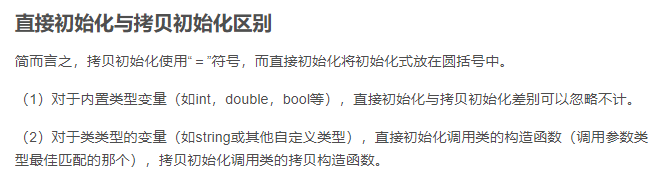 直接初始化与拷贝初始化区别
简而言之，拷贝初始化使用“＝”符号，而直接初始化将初始化式放在圆括号中。
（1）对于内置类型变量（如int，double，bool等），直接初始化与拷贝初始化差别可以忽略不计。
（2）对于类类型的变量（如string或其他自定义类型），直接初始化调用类的构造函数（调用参数类
型最佳匹配的那个），拷贝初始化调用类的拷贝构造函数。